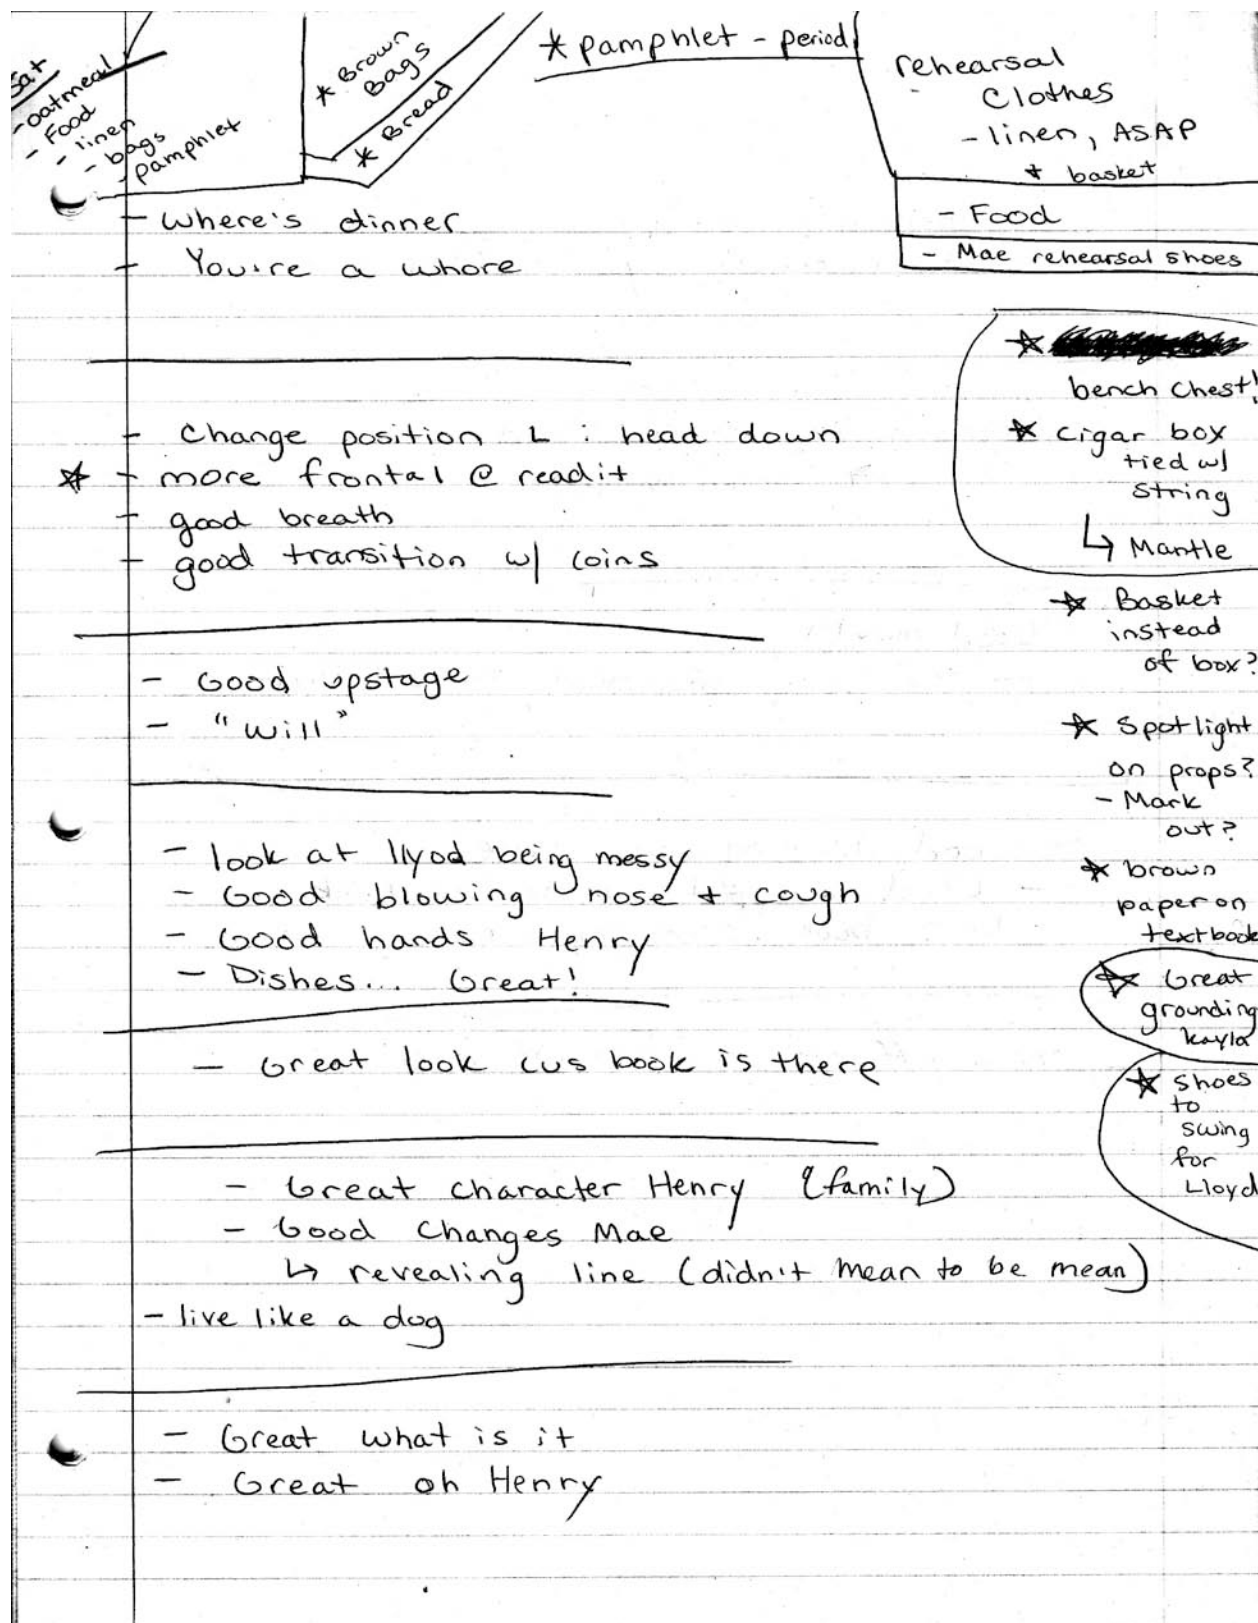 Sat
- oatmeal
- Food
- linen
- bags
- Pamphlet
* Brown
Bags
* Bread
* Pamphlet - period
rehearsal
Clothes
- linen, ASAP
+ basket
- Food
- Mae rehearsal shoes
- Where's dinner
- You're a whore
- Change position L : head down
* - more frontal @ read it
- good breath
- good transition w/ coins
- Good upstage
- "Will"
- look at llyod being messy
- Good blowing nose + cough
- Good hands Henry
- Dishes... Great!
- Great look cus book is there
- Great character Henry (family)
- Good Changes Mae
↳ revealing line (didn't mean to be mean)
- live like a dog
- Great what is it
- Great oh Henry
*
bench chest!
* cigar box
tied w/
string
↳ Mantle
* Basket
instead
of box?
* Spotlight
on props?
- Mark
out?
* brown
paper on
textbook
* Great
grounding
kayla
* Shoes
to
swing
for
Lloyd